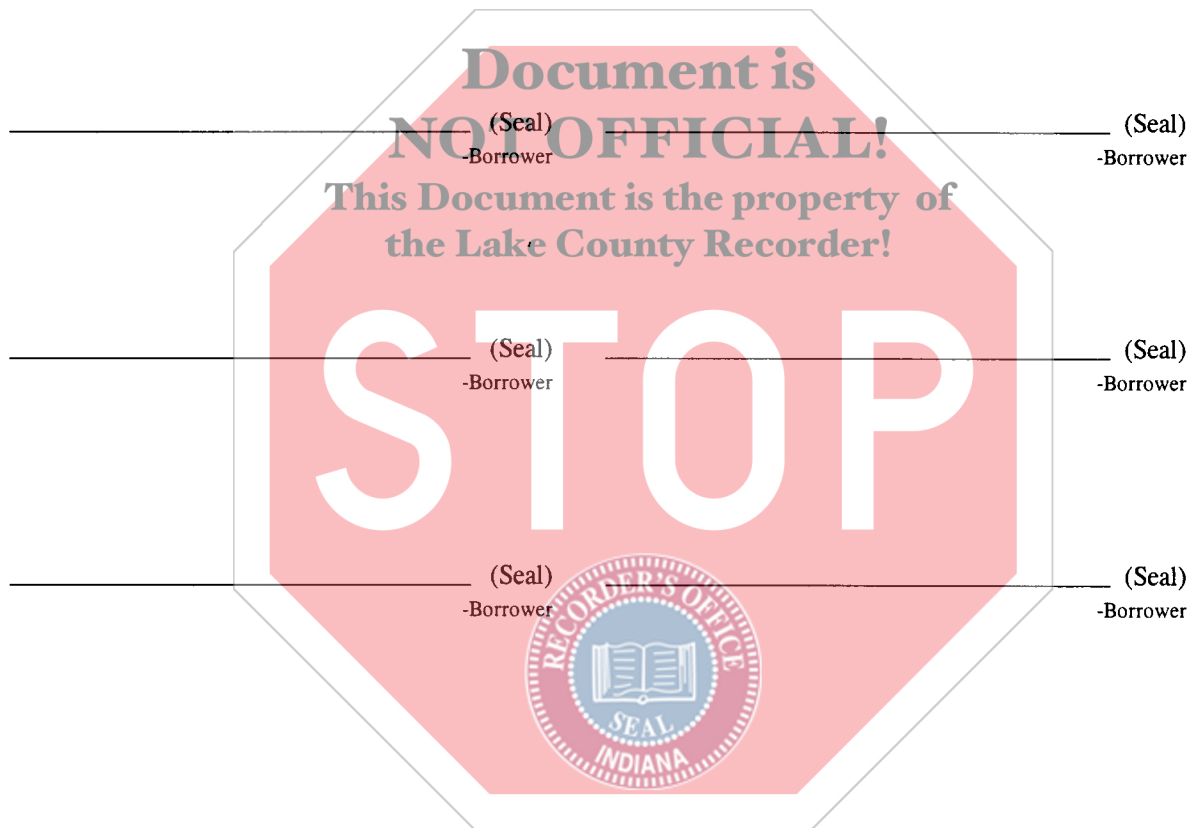 Document is
(Seal) (Seal)
NOT OFFICIAL!
-Borrower -Borrower
This Document is the property of
the Lake County Recorder!
STOP
(Seal) (Seal)
-Borrower -Borrower
(Seal) (Seal)
-Borrower -Borrower
RECORDER'S OFFICE
SEAL
INDIANA